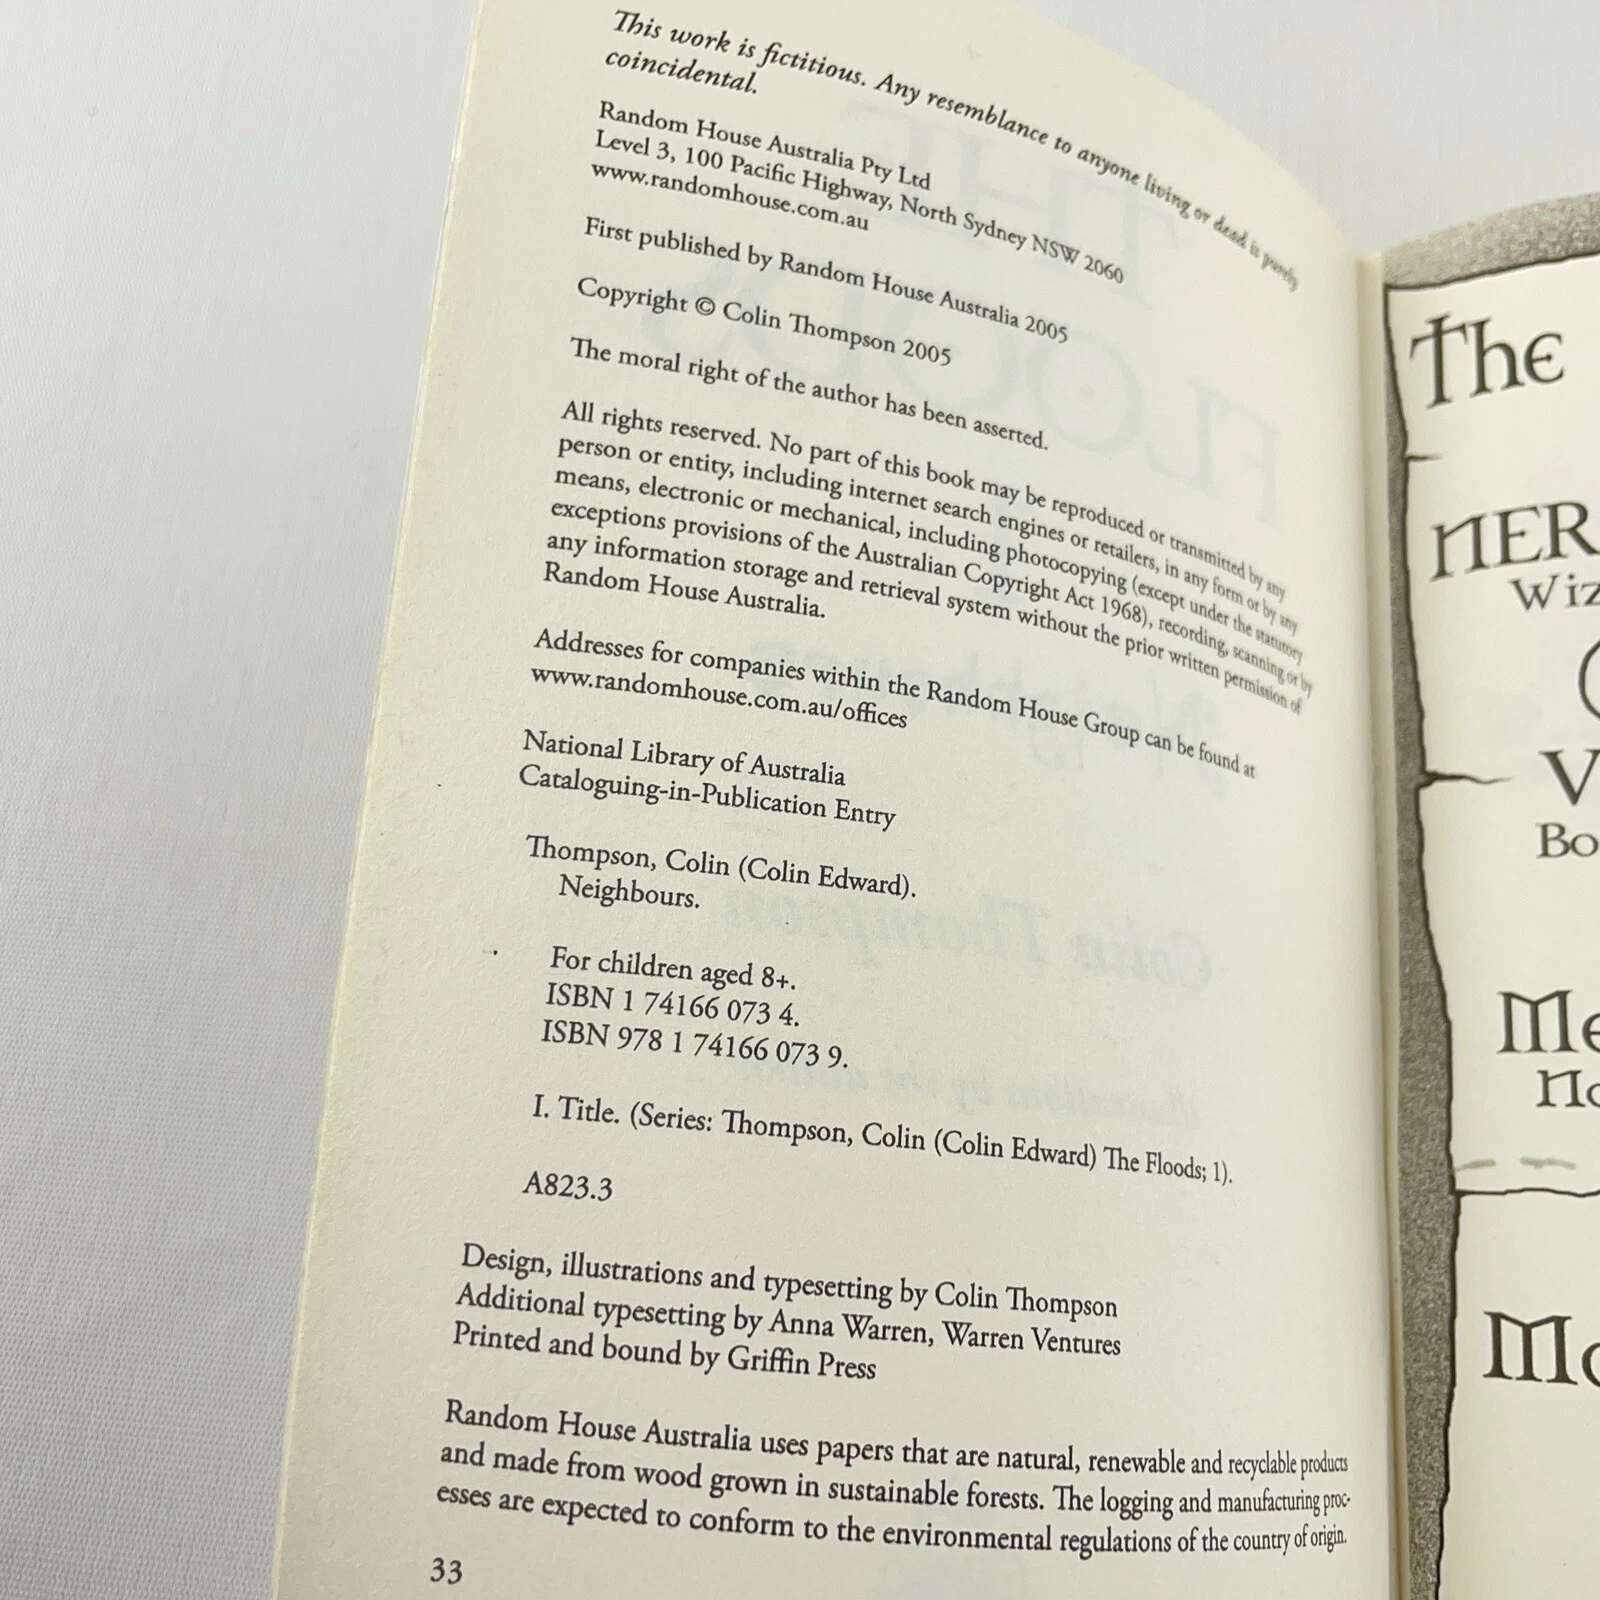 This work is fictitious. Any resemblance to anyone living or dead is purely
coincidental.
Random House Australia Pty Ltd
Level 3, 100 Pacific Highway, North Sydney NSW 2060
www.randomhouse.com.au
First published by Random House Australia 2005
Copyright © Colin Thompson 2005
The moral right of the author has been asserted.
All rights reserved. No part of this book may be reproduced or transmitted by any
person or entity, including internet search engines or retailers, in any form or by any
means, electronic or mechanical, including photocopying (except under the statutory
exceptions provisions of the Australian Copyright Act 1968), recording, scanning or by
any information storage and retrieval system without the prior written permission of
Random House Australia.
Addresses for companies within the Random House Group can be found at
www.randomhouse.com.au/offices
National Library of Australia
Cataloguing-in-Publication Entry
Thompson, Colin (Colin Edward).
Neighbours.
For children aged 8+.
ISBN 1 74166 073 4.
ISBN 978 1 74166 073 9.
I. Title. (Series: Thompson, Colin (Colin Edward) The Floods; 1).
A823.3
Design, illustrations and typesetting by Colin Thompson
Additional typesetting by Anna Warren, Warren Ventures
Printed and bound by Griffin Press
Random House Australia uses papers that are natural, renewable and recyclable products
and made from wood grown in sustainable forests. The logging and manufacturing proc-
esses are expected to conform to the environmental regulations of the country of origin.
33
The
NER
Wiz
V
Bo
Me
No
Mo